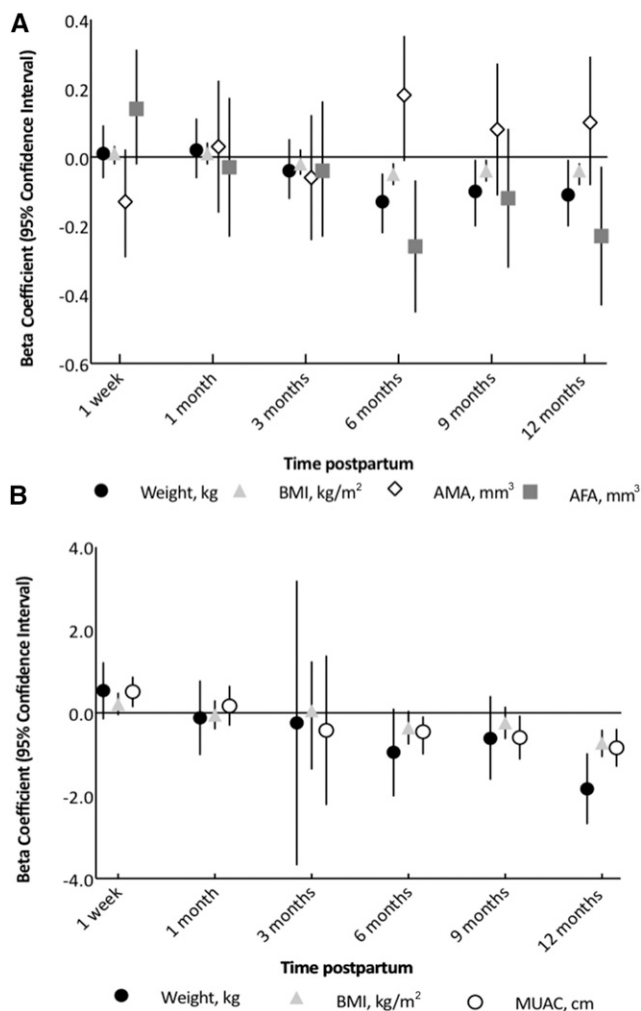 A
Beta Coefficient (95% Confidence Interval)
0.4
0.2
0.0
-0.2
-0.4
-0.6
1 week
1 month
3 months
6 months
9 months
12 months
Time postpartum
Weight, kg
BMI, kg/m²
AMA, mm³
AFA, mm³
B
Beta Coefficient (95% Confidence Interval)
4.0
2.0
0.0
-2.0
-4.0
1 week
1 month
3 months
6 months
9 months
12 months
Time postpartum
Weight, kg
BMI, kg/m²
MUAC, cm